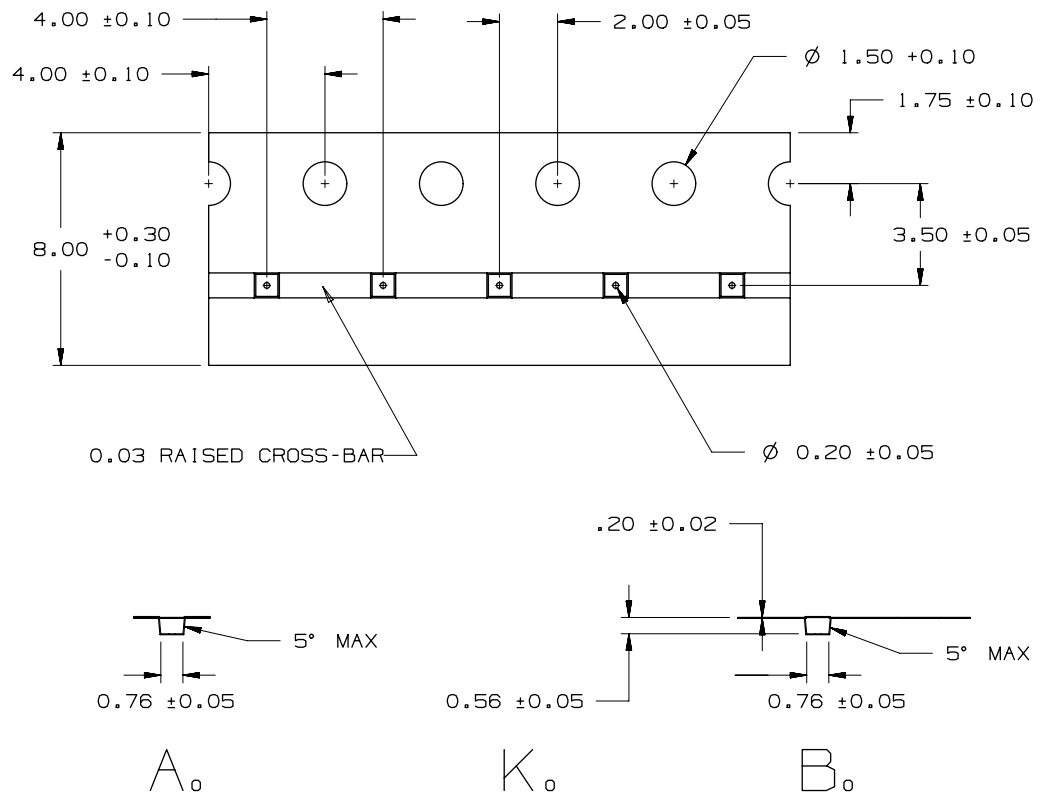 4.00 ±0.10
2.00 ±0.05
Ø 1.50 +0.10
4.00 ±0.10
1.75 ±0.10
8.00 +0.30
-0.10
3.50 ±0.05
0.03 RAISED CROSS-BAR
Ø 0.20 ±0.05
.20 ±0.02
5° MAX
5° MAX
0.76 ±0.05
0.56 ±0.05
0.76 ±0.05
Ao
Ko
Bo